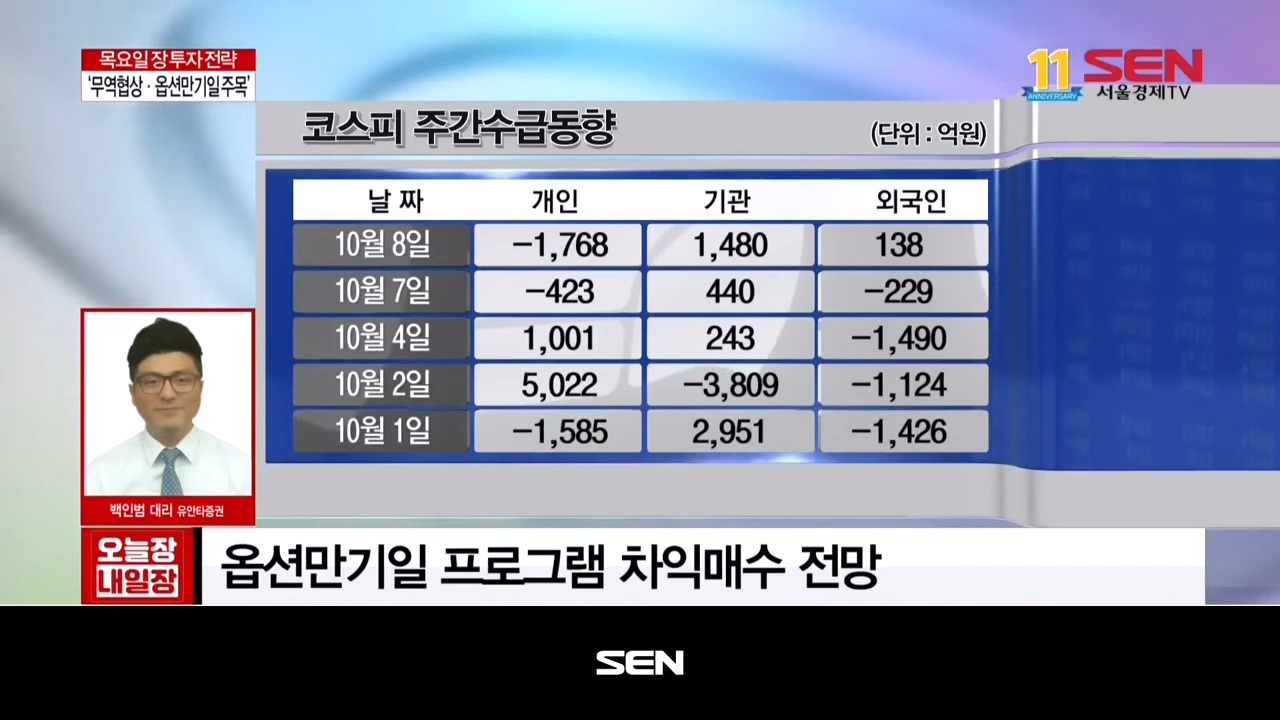 목요일 장 투자 전략
‘무역협상 · 옵션만기일 주목’
11
ANNIVERSARY
SEN
서울경제TV
코스피 주간수급동향
(단위 : 억원)
날 짜 개인 기관 외국인
10월 8일 -1,768 1,480 138
10월 7일 -423 440 -229
10월 4일 1,001 243 -1,490
10월 2일 5,022 -3,809 -1,124
10월 1일 -1,585 2,951 -1,426
백인범 대리 유안타증권
오늘장
내일장
옵션만기일 프로그램 차익매수 전망
SEN